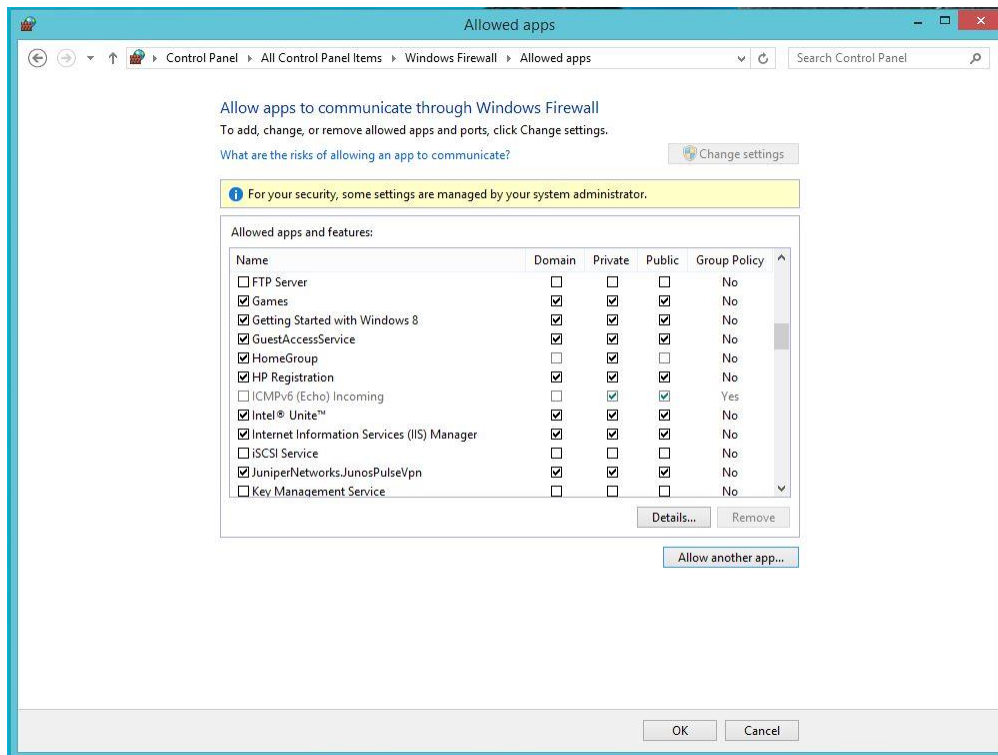 Allowed apps
Control Panel All Control Panel Items Windows Firewall Allowed apps Search Control Panel
Allow apps to communicate through Windows Firewall
To add, change, or remove allowed apps and ports, click Change settings.
What are the risks of allowing an app to communicate? Change settings
For your security, some settings are managed by your system administrator.
Allowed apps and features:
Name Domain Private Public Group Policy
FTP Server No
Games No
Getting Started with Windows 8 No
GuestAccessService No
HomeGroup No
HP Registration No
ICMPv6 (Echo) Incoming Yes
Intel® Unite™ No
Internet Information Services (IIS) Manager No
iSCSI Service No
JuniperNetworks.JunosPulseVpn No
Key Management Service No
Details... Remove
Allow another app...
OK Cancel